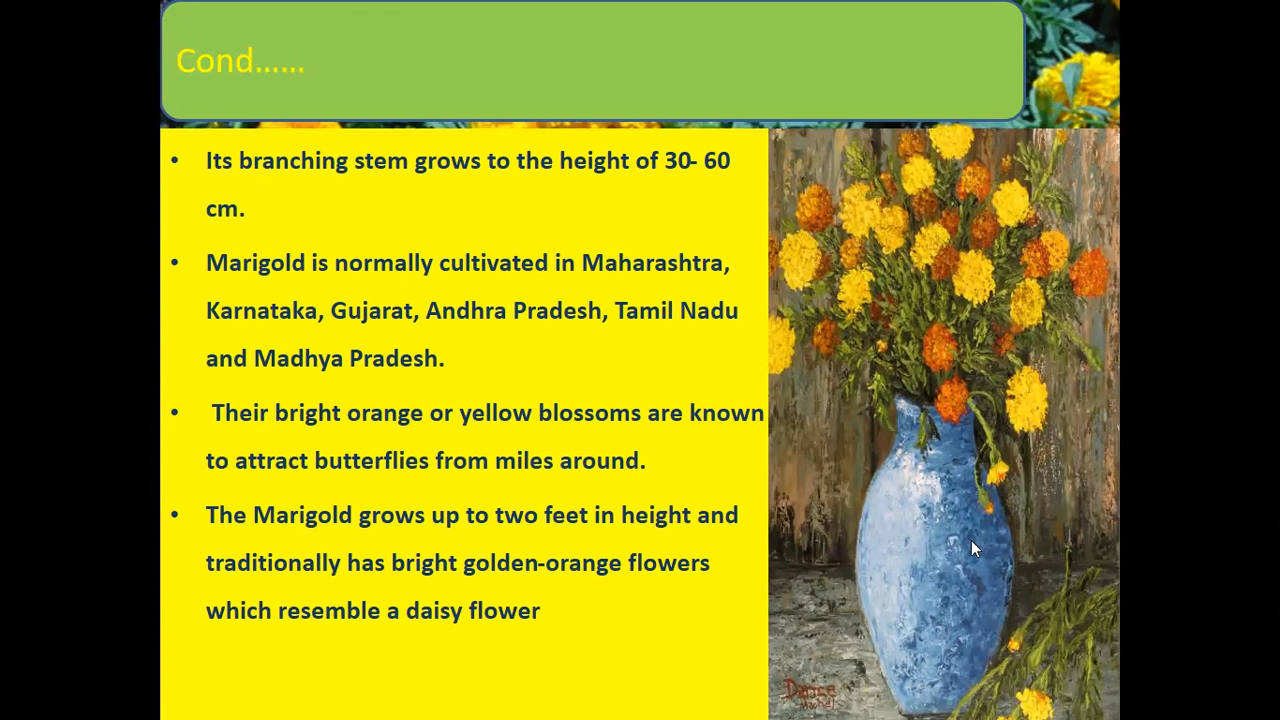 Cond......
• Its branching stem grows to the height of 30- 60
cm.
• Marigold is normally cultivated in Maharashtra,
Karnataka, Gujarat, Andhra Pradesh, Tamil Nadu
and Madhya Pradesh.
• Their bright orange or yellow blossoms are known
to attract butterflies from miles around.
• The Marigold grows up to two feet in height and
traditionally has bright golden-orange flowers
which resemble a daisy flower